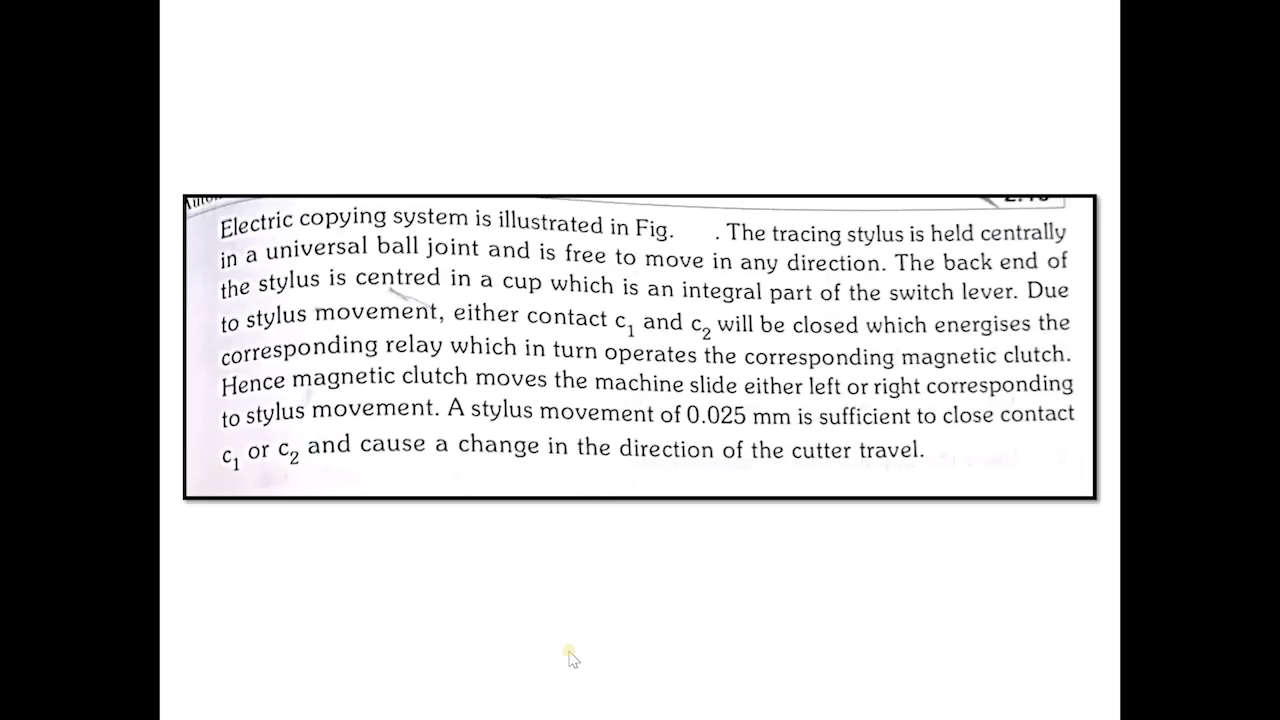 Electric copying system is illustrated in Fig. . The tracing stylus is held centrally
in a universal ball joint and is free to move in any direction. The back end of
the stylus is centred in a cup which is an integral part of the switch lever. Due
to stylus movement, either contact c₁ and c₂ will be closed which energises the
corresponding relay which in turn operates the corresponding magnetic clutch.
Hence magnetic clutch moves the machine slide either left or right corresponding
to stylus movement. A stylus movement of 0.025 mm is sufficient to close contact
c₁ or c₂ and cause a change in the direction of the cutter travel.